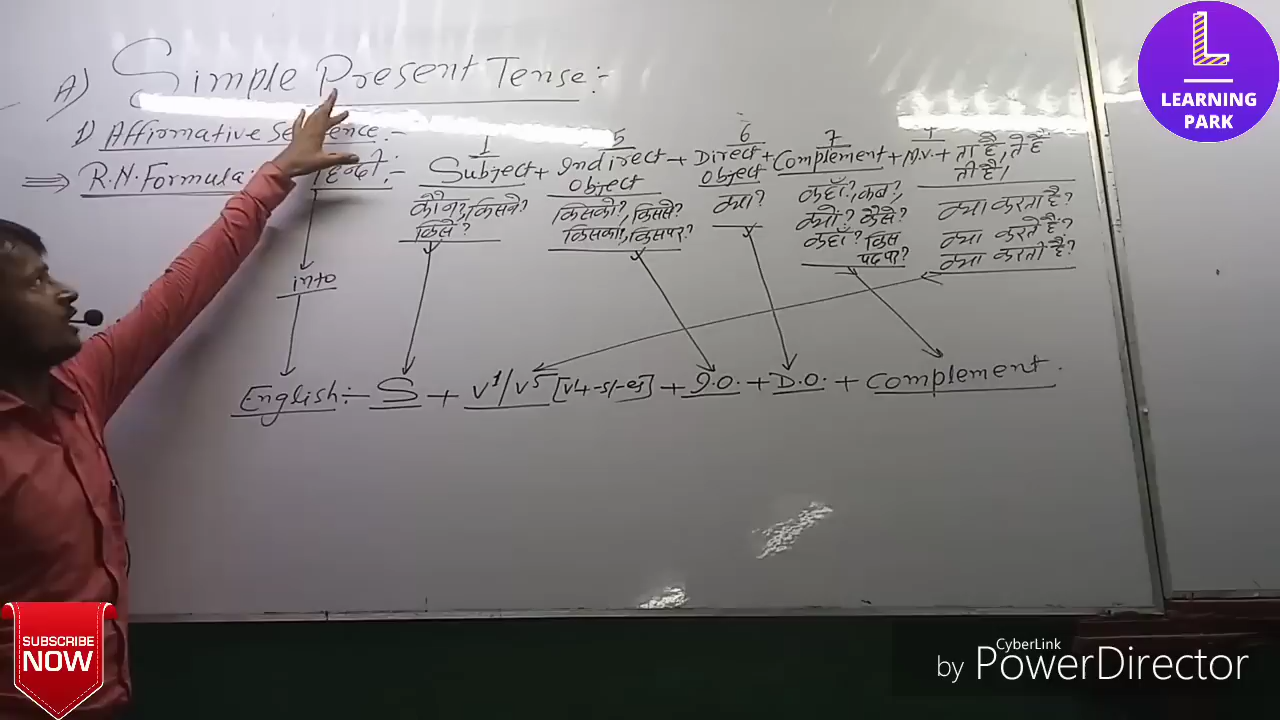 A) Simple Present Tense:-
1) Affirmative Sentence:-
⇒ R.N. Formula:- हिन्दी:-
1 5 6 7 4
Subject + Indirect Object + Direct Object + Complement + M.V. + ता है, ते हैं
ती है,
कौन?, किसने?
किसे?
किसको?, किससे?
किसका?, किसपर?
क्या?
कहाँ?, कब?,
क्यों? कैसे?
कहाँ? किस
पद पर?
क्या करता है?
क्या करते हैं?
क्या करती है?
into
English:- S + V1/V5 [V4-s/-es] + I.O. + D.O. + Complement.
L
LEARNING
PARK
SUBSCRIBE
NOW
CyberLink
by PowerDirector